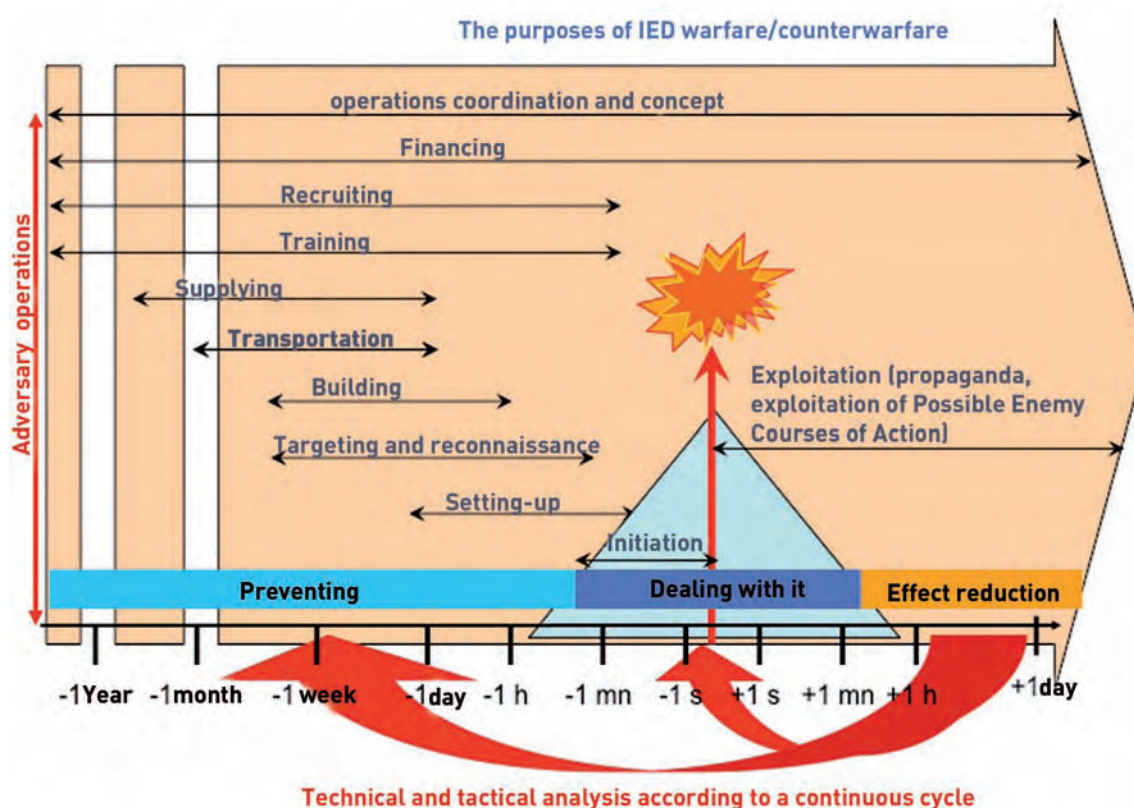 The purposes of IED warfare/counterwarfare
operations coordination and concept
Financing
Recruiting
Training
Supplying
Transportation
Building
Targeting and reconnaissance
Setting-up
Initiation
Exploitation (propaganda,
exploitation of Possible Enemy
Courses of Action)
Adversary operations
Preventing
Dealing with it
Effect reduction
-1Year
-1month
-1week
-1day
-1 h
-1 mn
-1 s
+1 s
+1 mn
+1 h
+1day
Technical and tactical analysis according to a continuous cycle